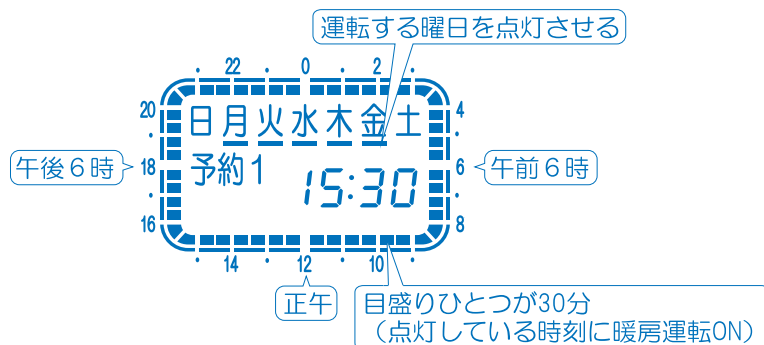 運転する曜日を点灯させる
22 0 2
20 4
日月火水木金土
午後6時 18 予約1 6 午前6時
15:30
16 8
14 12 10
正午
目盛りひとつが30分
（点灯している時刻に暖房運転ON）